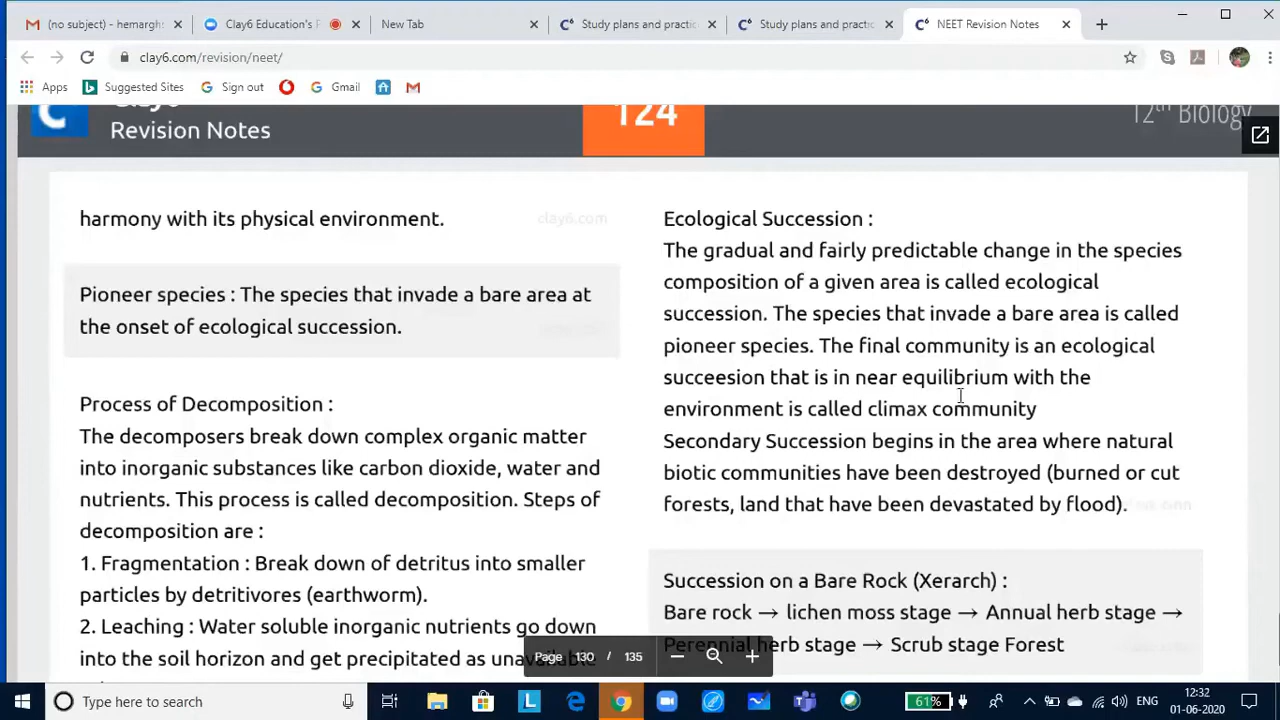 (no subject) - hemargh
Clay6 Education's
New Tab
Study plans and practic
Study plans and practic
NEET Revision Notes
clay6.com/revision/neet/
Apps
Suggested Sites
Sign out
Gmail
Clay6
Revision Notes
124
12th Biology
harmony with its physical environment.
clay6.com
Pioneer species : The species that invade a bare area at
the onset of ecological succession.
Process of Decomposition :
The decomposers break down complex organic matter
into inorganic substances like carbon dioxide, water and
nutrients. This process is called decomposition. Steps of
decomposition are :
1. Fragmentation : Break down of detritus into smaller
particles by detritivores (earthworm).
2. Leaching : Water soluble inorganic nutrients go down
into the soil horizon and get precipitated as unavailable
Ecological Succession :
The gradual and fairly predictable change in the species
composition of a given area is called ecological
succession. The species that invade a bare area is called
pioneer species. The final community is an ecological
succeesion that is in near equilibrium with the
environment is called climax community
Secondary Succession begins in the area where natural
biotic communities have been destroyed (burned or cut
forests, land that have been devastated by flood).
Succession on a Bare Rock (Xerarch) :
Bare rock → lichen moss stage → Annual herb stage →
Perennial herb stage → Scrub stage Forest
Page 130 / 135
Type here to search
61%
ENG
12:32
01-06-2020